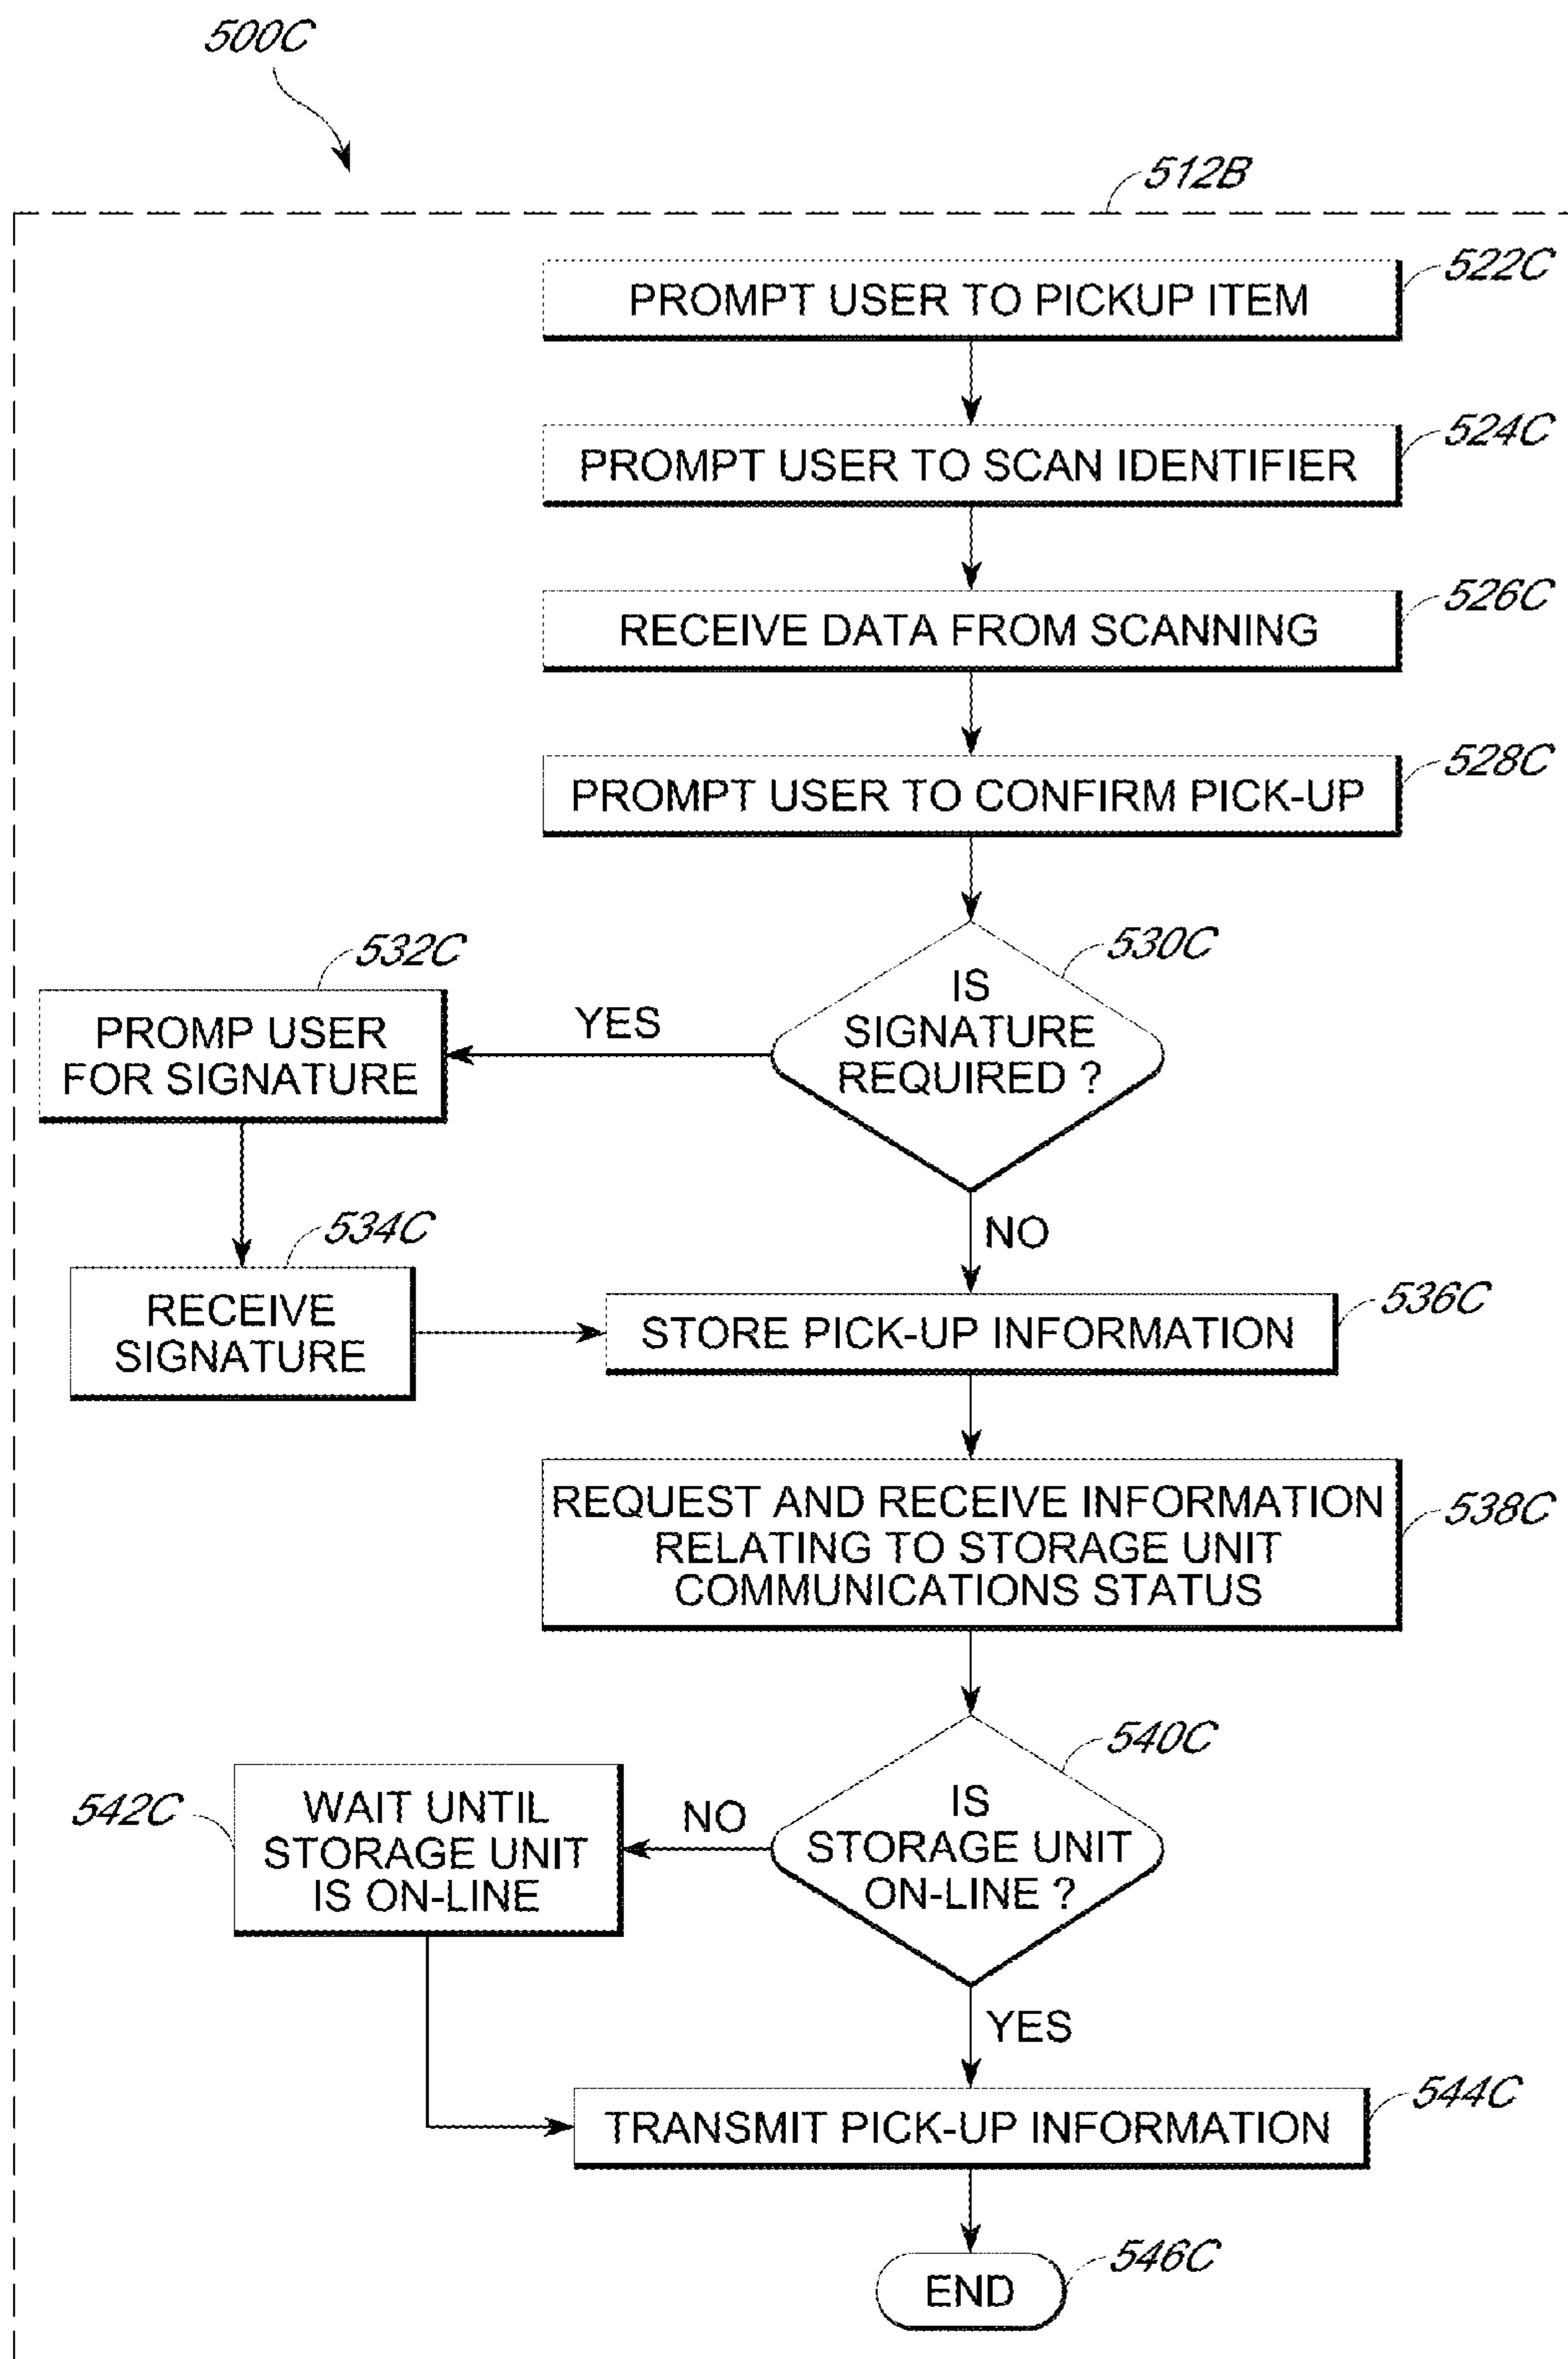 500C
512B
522C
PROMPT USER TO PICKUP ITEM
524C
PROMPT USER TO SCAN IDENTIFIER
526C
RECEIVE DATA FROM SCANNING
528C
PROMPT USER TO CONFIRM PICK-UP
530C
IS
SIGNATURE
REQUIRED ?
YES
532C
PROMP USER
FOR SIGNATURE
NO
534C
RECEIVE
SIGNATURE
536C
STORE PICK-UP INFORMATION
538C
REQUEST AND RECEIVE INFORMATION
RELATING TO STORAGE UNIT
COMMUNICATIONS STATUS
540C
IS
STORAGE UNIT
ON-LINE ?
NO
542C
WAIT UNTIL
STORAGE UNIT
IS ON-LINE
YES
544C
TRANSMIT PICK-UP INFORMATION
546C
END